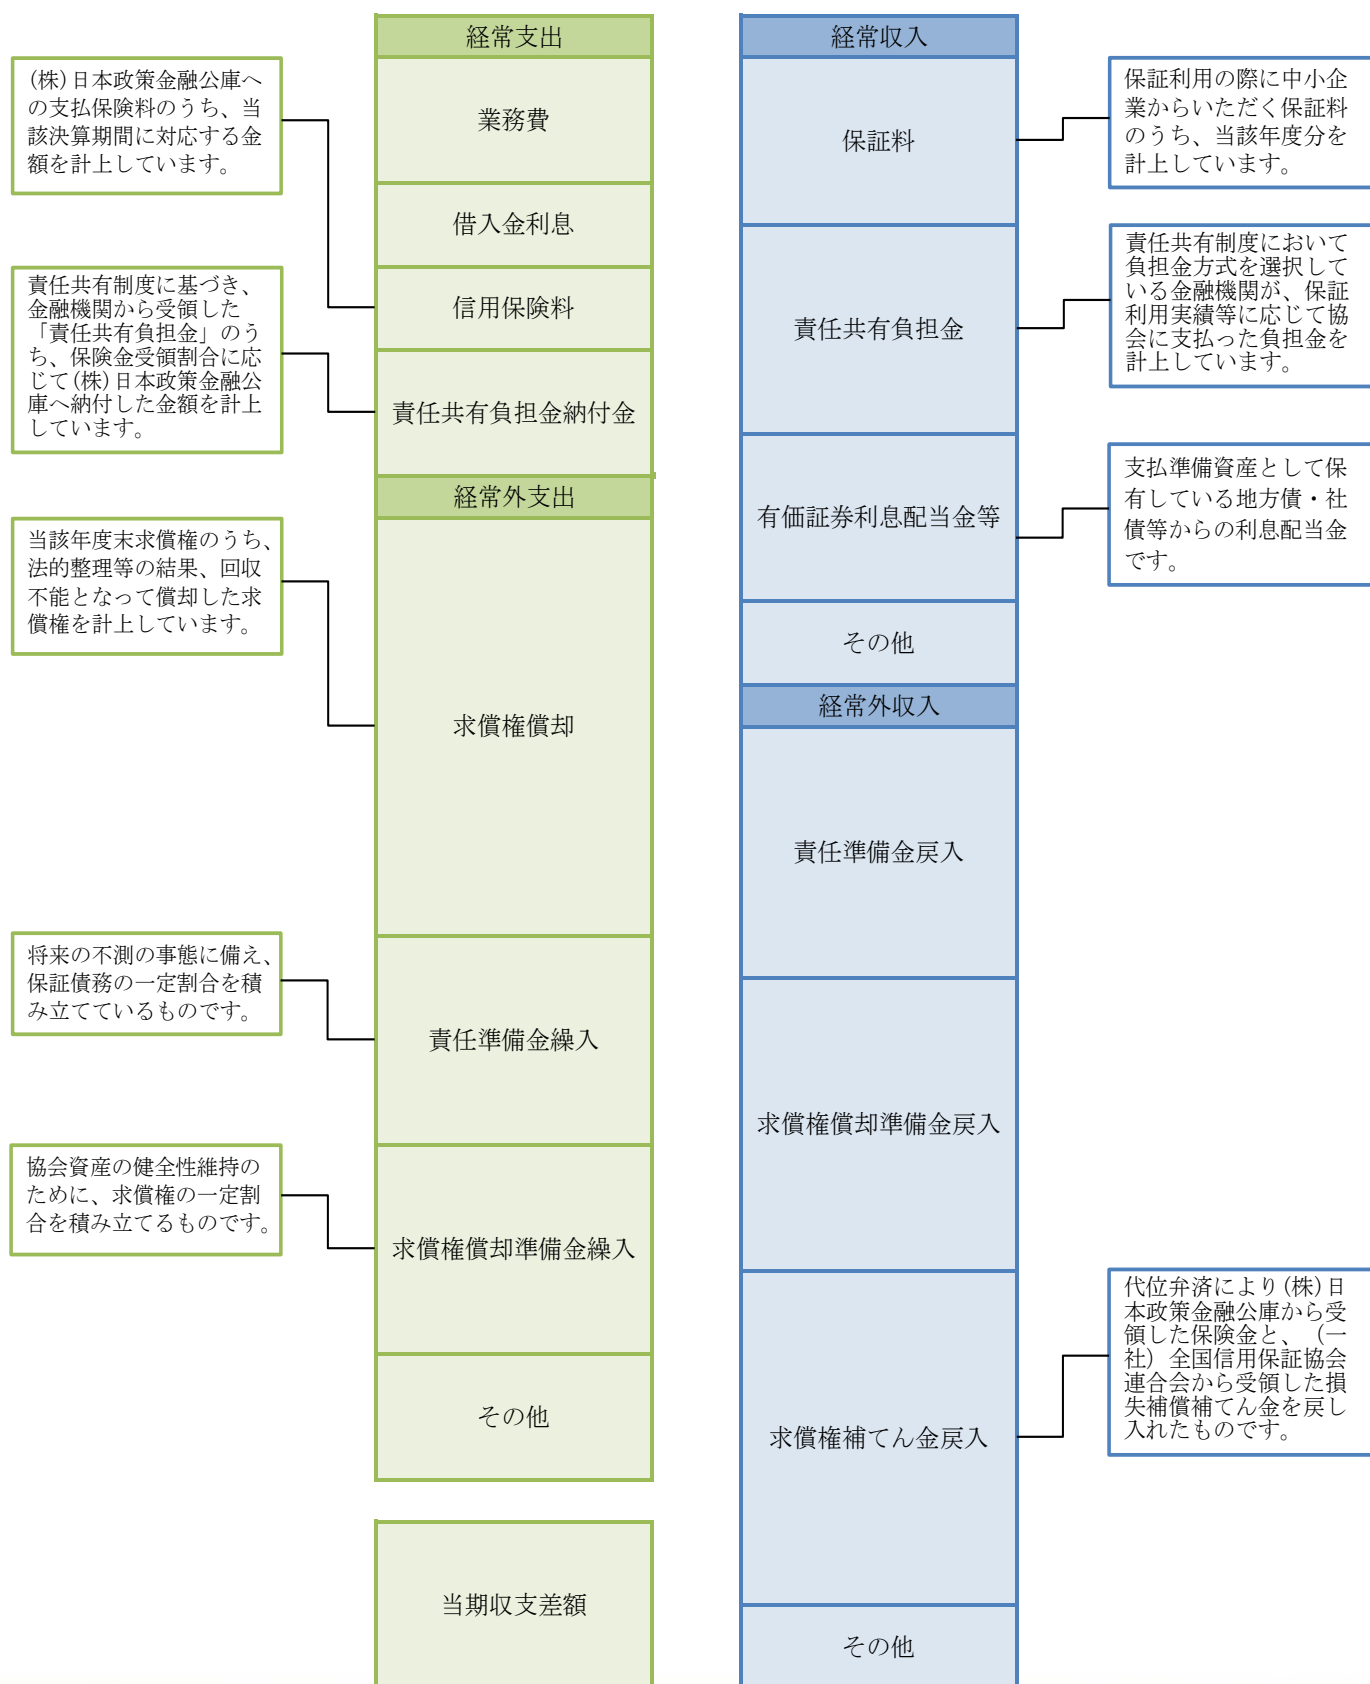 経常支出
(株)日本政策金融公庫へ
の支払保険料のうち、当
該決算期間に対応する金
額を計上しています。
業務費
借入金利息
信用保険料
責任共有制度に基づき、
金融機関から受領した
「責任共有負担金」のう
ち、保険金受領割合に応
じて(株)日本政策金融公
庫へ納付した金額を計上
しています。
責任共有負担金納付金
経常外支出
当該年度末求償権のうち、
法的整理等の結果、回収
不能となって償却した求
償権を計上しています。
求償権償却
将来の不測の事態に備え、
保証債務の一定割合を積
み立てているものです。
責任準備金繰入
協会資産の健全性維持の
ために、求償権の一定割
合を積み立てるものです。
求償権償却準備金繰入
その他
当期収支差額
経常収入
保証料
保証利用の際に中小企
業からいただく保証料
のうち、当該年度分を
計上しています。
責任共有負担金
責任共有制度において
負担金方式を選択して
いる金融機関が、保証
利用実績等に応じて協
会に支払った負担金を
計上しています。
有価証券利息配当金等
支払準備資産として保
有している地方債・社
債等からの利息配当金
です。
その他
経常外収入
責任準備金戻入
求償権償却準備金戻入
求償権補てん金戻入
代位弁済により(株)日
本政策金融公庫から受
領した保険金と、（一
社）全国信用保証協会
連合会から受領した損
失補償補てん金を戻し
入れたものです。
その他